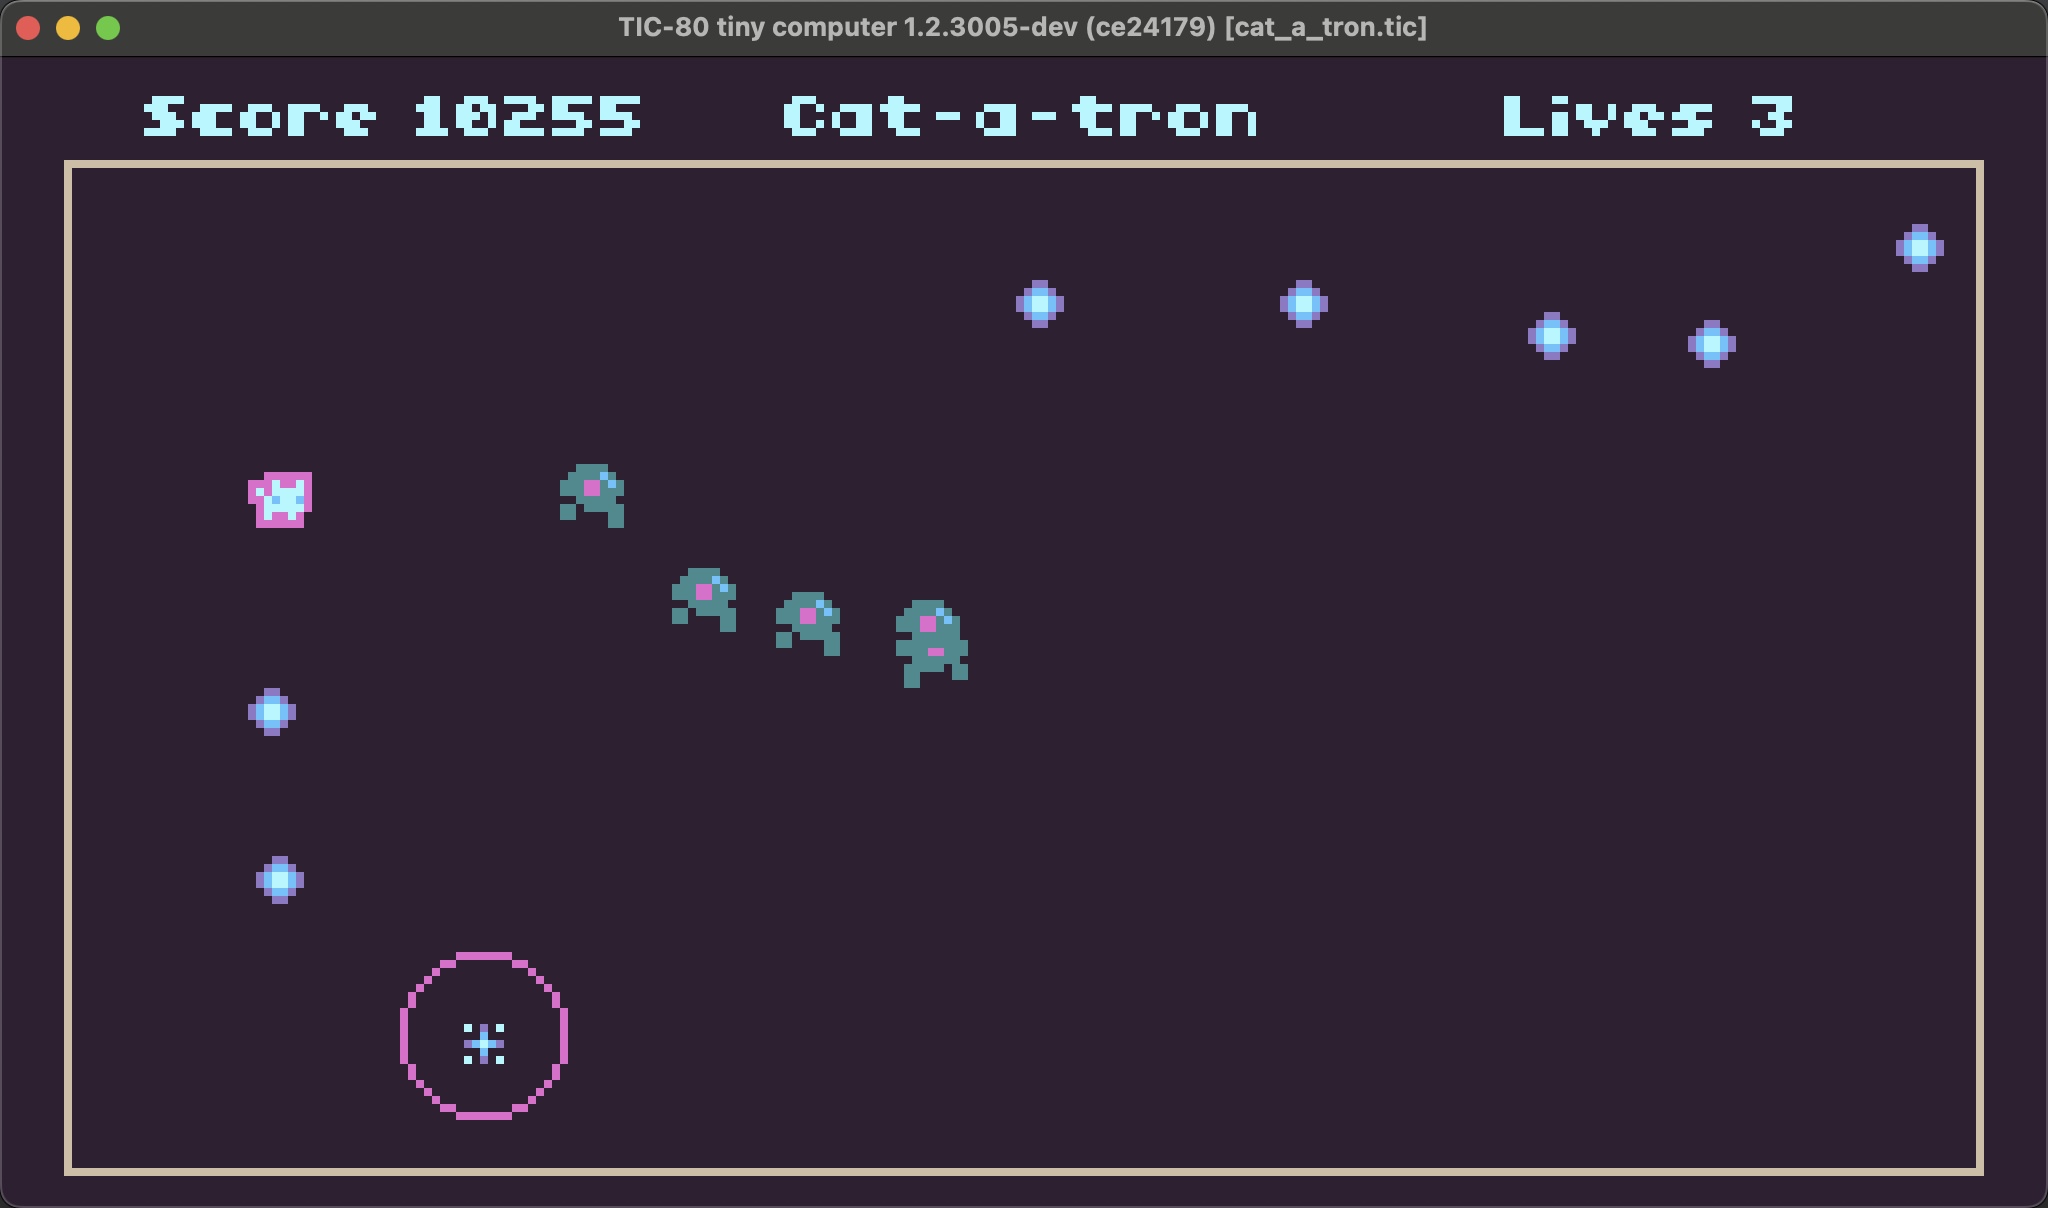 TIC-80 tiny computer 1.2.3005-dev (ce24179) [cat_a_tron.tic]
Score 10255 Cat-a-tron Lives 3